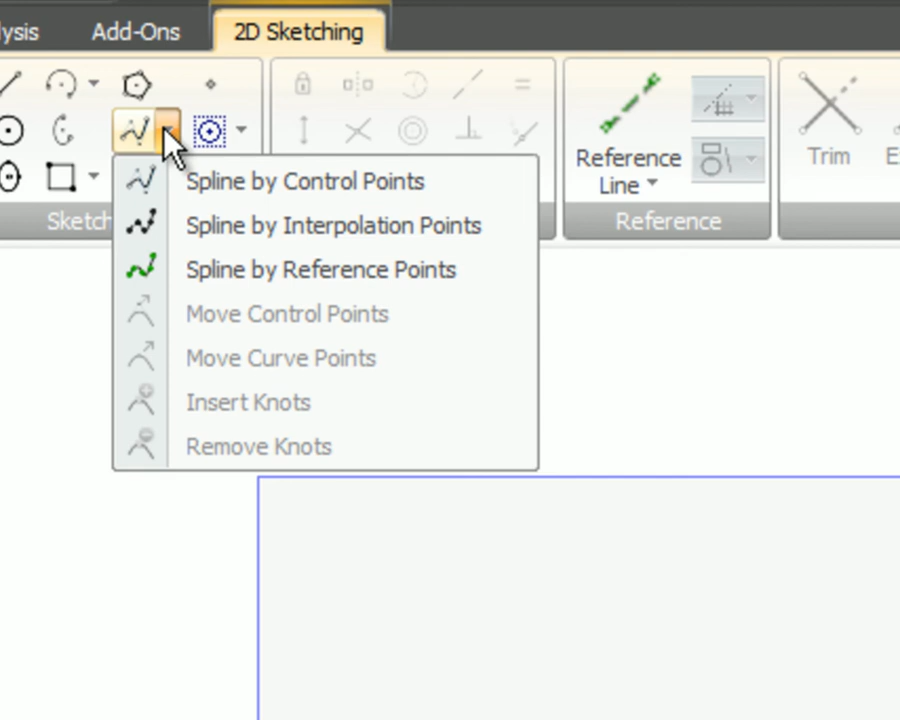 lysis Add-Ons 2D Sketching
Reference
Line
Trim
Sketch
Reference
Spline by Control Points
Spline by Interpolation Points
Spline by Reference Points
Move Control Points
Move Curve Points
Insert Knots
Remove Knots